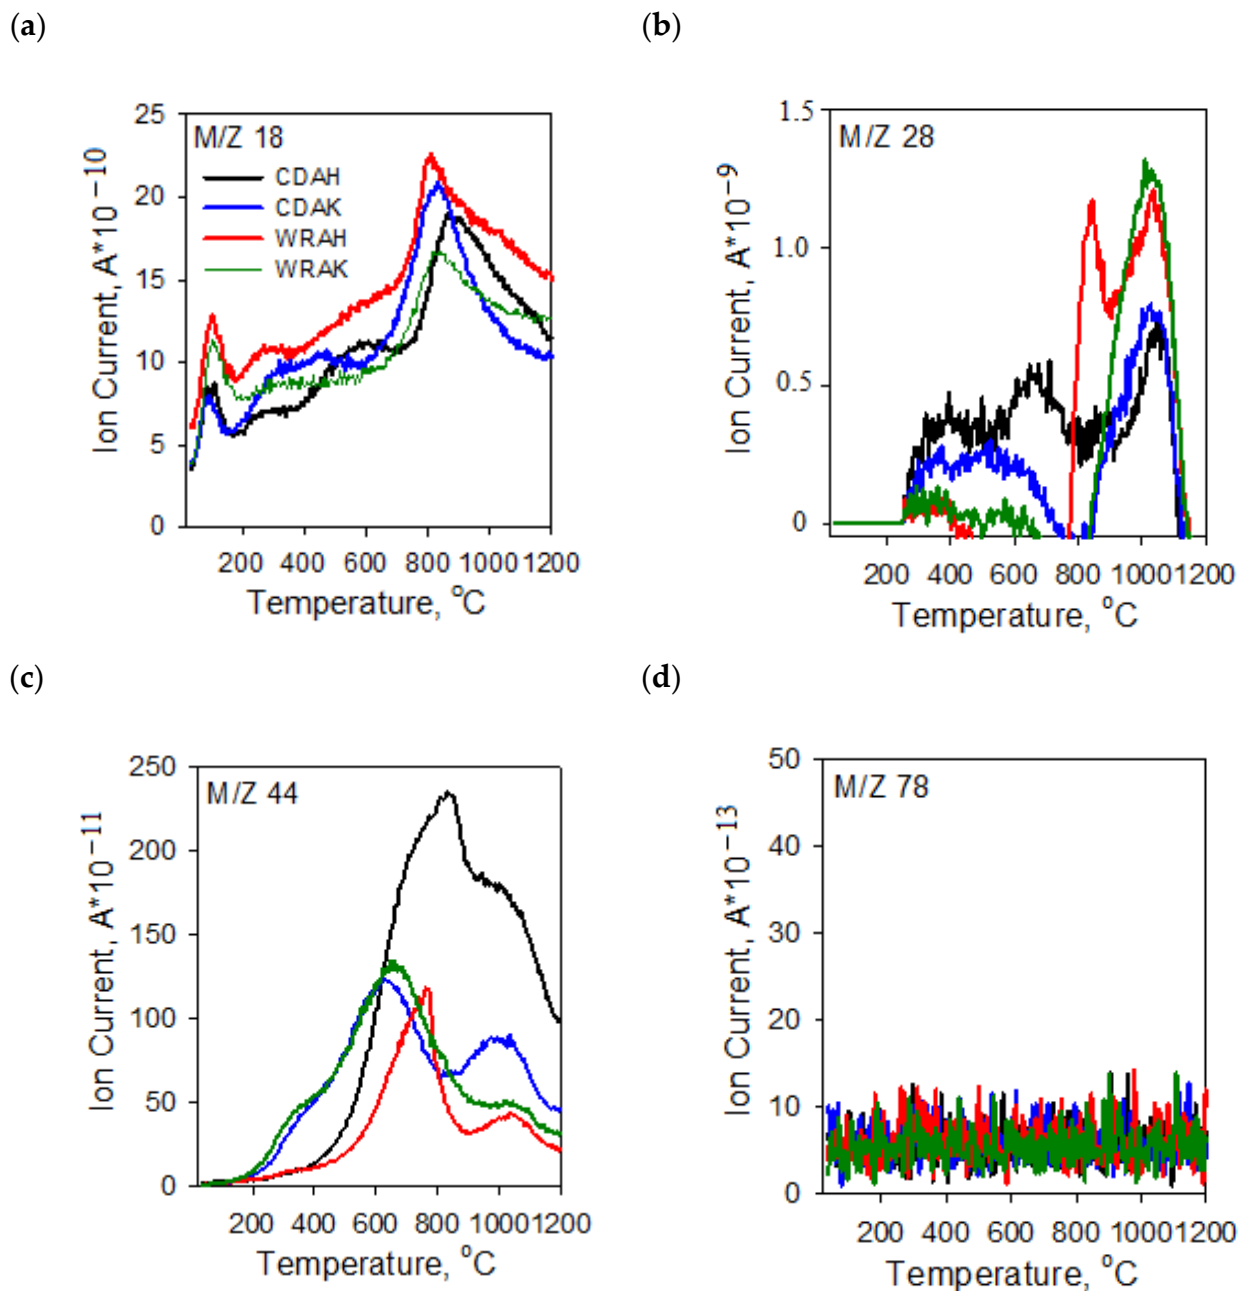 (a)
25
20
15
10
5
0
Ion Current, A*10⁻¹⁰
M/Z 18
CDAH
CDAK
WRAH
WRAK
200 400 600 800 1000 1200
Temperature, °C
(b)
1.5
1.0
0.5
0
Ion Current, A*10⁻⁹
M/Z 28
200 400 600 800 1000 1200
Temperature, °C
(c)
250
200
150
100
50
0
Ion Current, A*10⁻¹¹
M/Z 44
200 400 600 800 1000 1200
Temperature, °C
(d)
50
40
30
20
10
0
Ion Current, A*10⁻¹³
M/Z 78
200 400 600 800 1000 1200
Temperature, °C